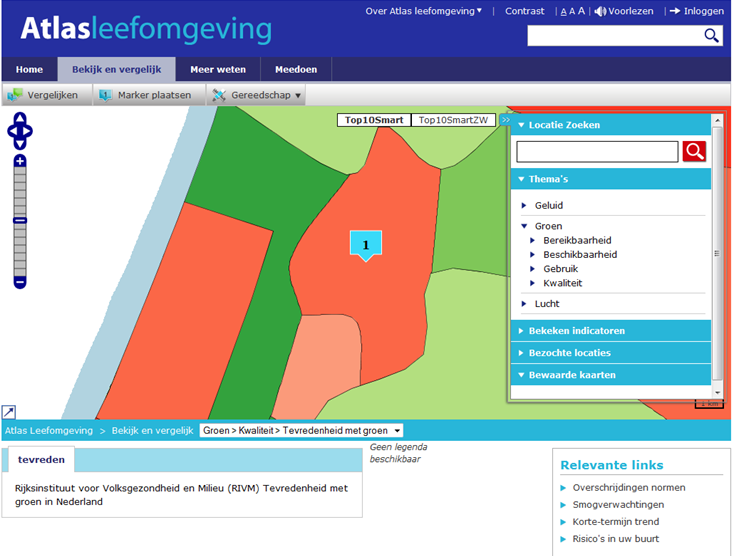 Over Atlas leefomgeving Contrast A A A Voorlezen Inloggen
Atlasleefomgeving
Home Bekijk en vergelijk Meer weten Meedoen
Vergelijken Marker plaatsen Gereedschap
Top10Smart Top10SmartZW
Locatie Zoeken
Thema's
Geluid
Groen
Bereikbaarheid
Beschikbaarheid
Gebruik
Kwaliteit
Lucht
Bekeken indicatoren
Bezochte locaties
Bewaarde kaarten
1
1 km
Atlas Leefomgeving > Bekijk en vergelijk Groen > Kwaliteit > Tevredenheid met groen
tevreden
Rijksinstituut voor Volksgezondheid en Milieu (RIVM) Tevredenheid met
groen in Nederland
Geen legenda
beschikbaar
Relevante links
Overschrijdingen normen
Smogverwachtingen
Korte-termijn trend
Risico's in uw buurt